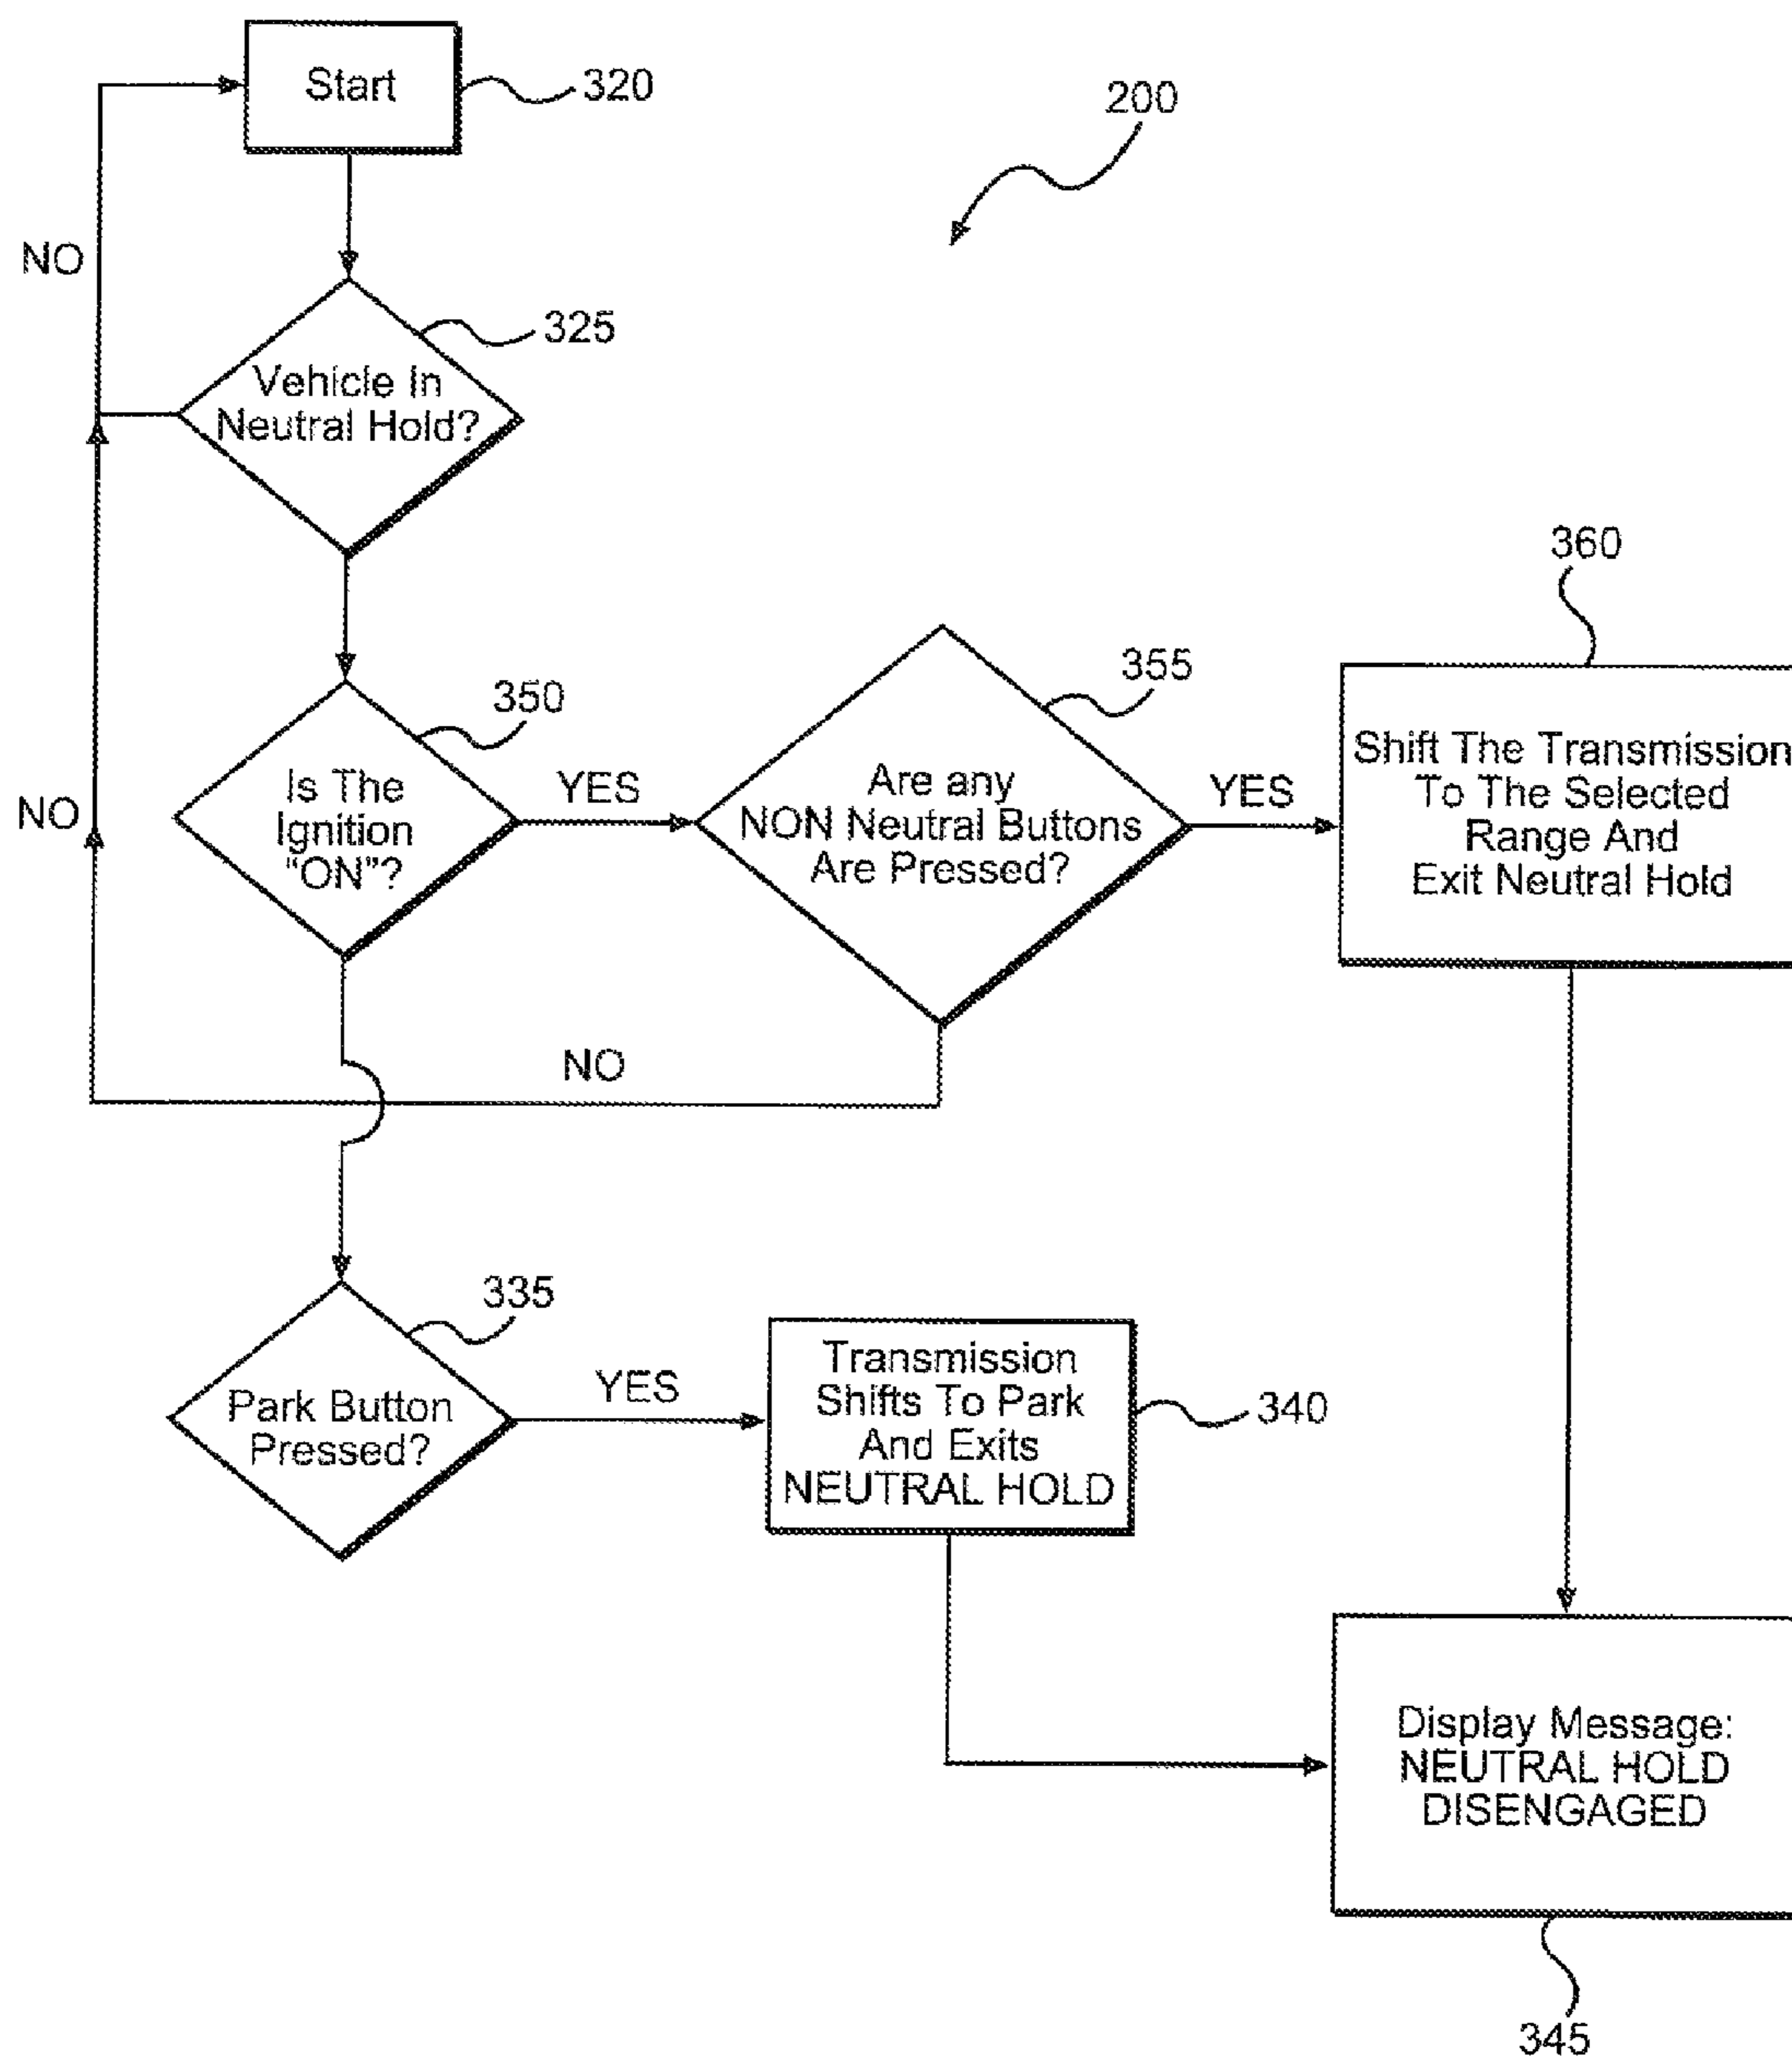 Start
320
200
NO
325
Vehicle In
Neutral Hold?
360
350
355
Is The
Ignition
"ON"?
YES
Are any
NON Neutral Buttons
Are Pressed?
YES
Shift The Transmission
To The Selected
Range And
Exit Neutral Hold
NO
NO
335
Park Button
Pressed?
YES
Transmission
Shifts To Park
And Exits
NEUTRAL HOLD
340
Display Message:
NEUTRAL HOLD
DISENGAGED
345